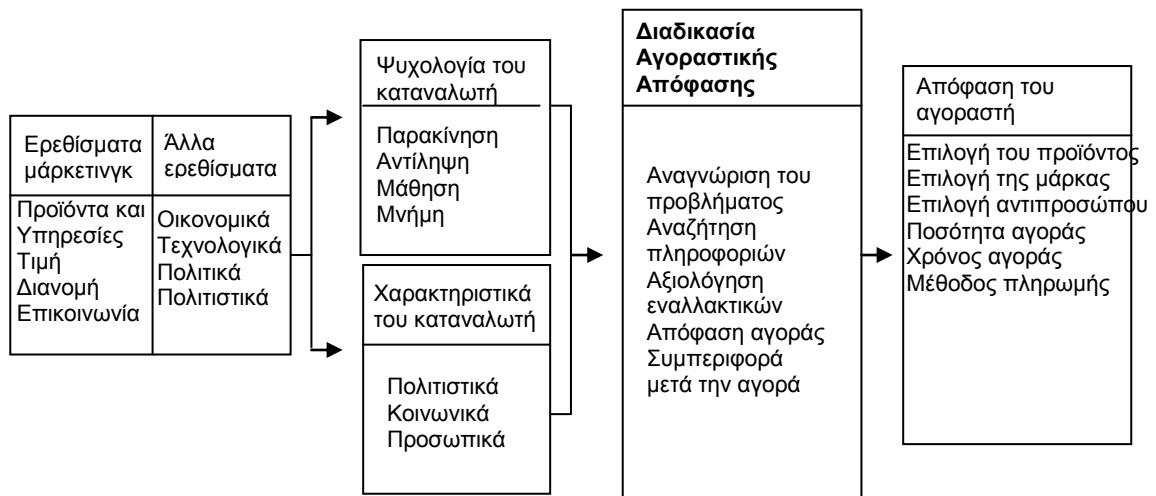 Ερεθίσματα
μάρκετινγκ
Προϊόντα και
Υπηρεσίες
Τιμή
Διανομή
Επικοινωνία
Άλλα
ερεθίσματα
Οικονομικά
Τεχνολογικά
Πολιτικά
Πολιτιστικά
Ψυχολογία του
καταναλωτή
Παρακίνηση
Αντίληψη
Μάθηση
Μνήμη
Χαρακτηριστικά
του καταναλωτή
Πολιτιστικά
Κοινωνικά
Προσωπικά
Διαδικασία
Αγοραστικής
Απόφασης
Αναγνώριση του
προβλήματος
Αναζήτηση
πληροφοριών
Αξιολόγηση
εναλλακτικών
Απόφαση αγοράς
Συμπεριφορά
μετά την αγορά
Απόφαση του
αγοραστή
Επιλογή του προϊόντος
Επιλογή της μάρκας
Επιλογή αντιπροσώπου
Ποσότητα αγοράς
Χρόνος αγοράς
Μέθοδος πληρωμής